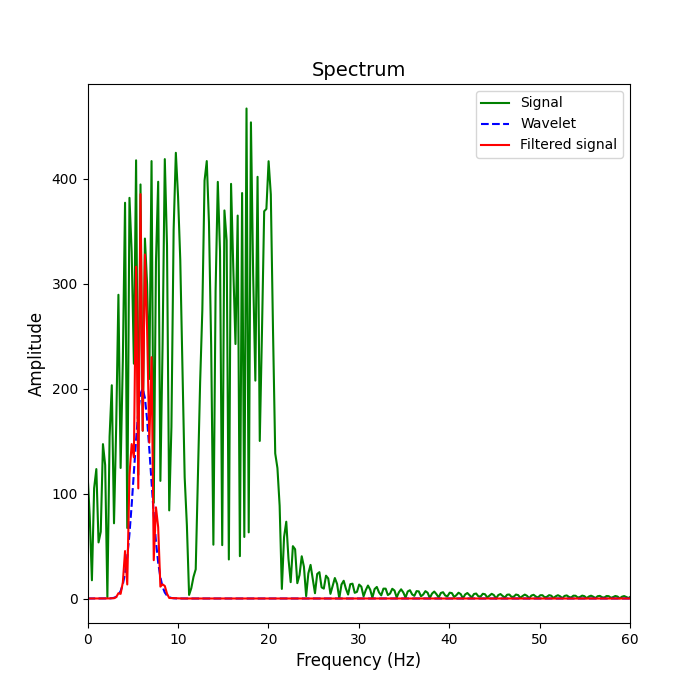 Spectrum
Signal
Wavelet
Filtered signal
400
300
200
100
0
Amplitude
0 10 20 30 40 50 60
Frequency (Hz)